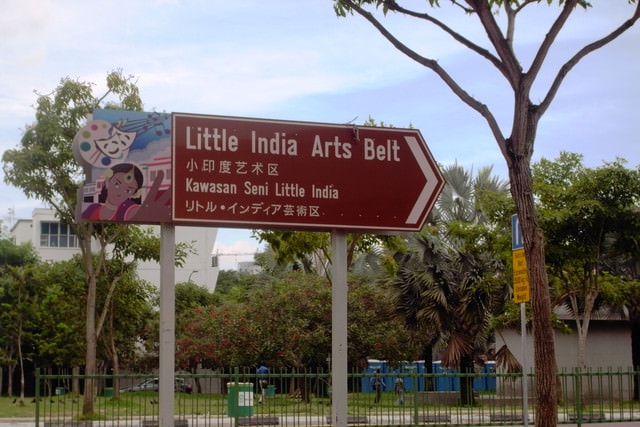 Little India Arts Belt
小印度艺术区
Kawasan Seni Little India
リトル・インディア芸術区